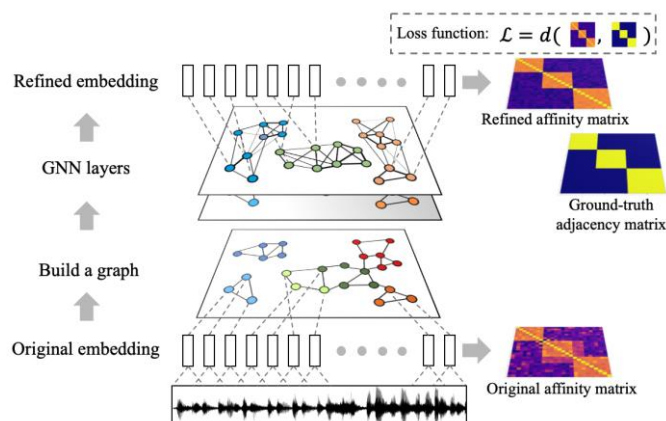 Loss function: ℒ = d( , )
Refined embedding
Refined affinity matrix
GNN layers
Ground-truth
adjacency matrix
Build a graph
Original embedding
Original affinity matrix